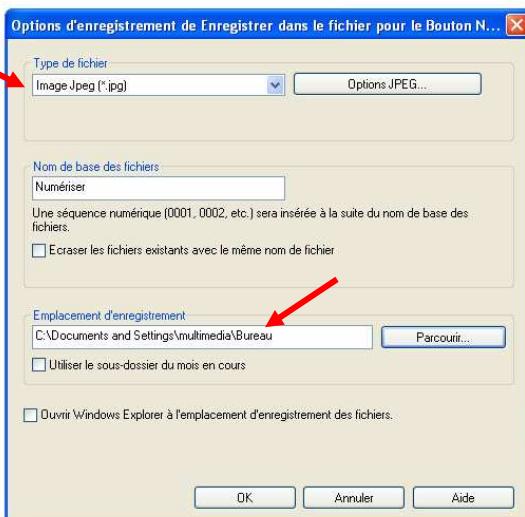 Options d'enregistrement de Enregistrer dans le fichier pour le Bouton N...
Type de fichier
Image Jpeg (*.jpg)
Options JPEG...
Nom de base des fichiers
Numériser
Une séquence numérique (0001, 0002, etc.) sera insérée à la suite du nom de base des
fichiers.
Ecraser les fichiers existants avec le même nom de fichier
Emplacement d'enregistrement
C:\Documents and Settings\multimedia\Bureau
Parcourir...
Utiliser le sous-dossier du mois en cours
Ouvrir Windows Explorer à l'emplacement d'enregistrement des fichiers.
OK
Annuler
Aide